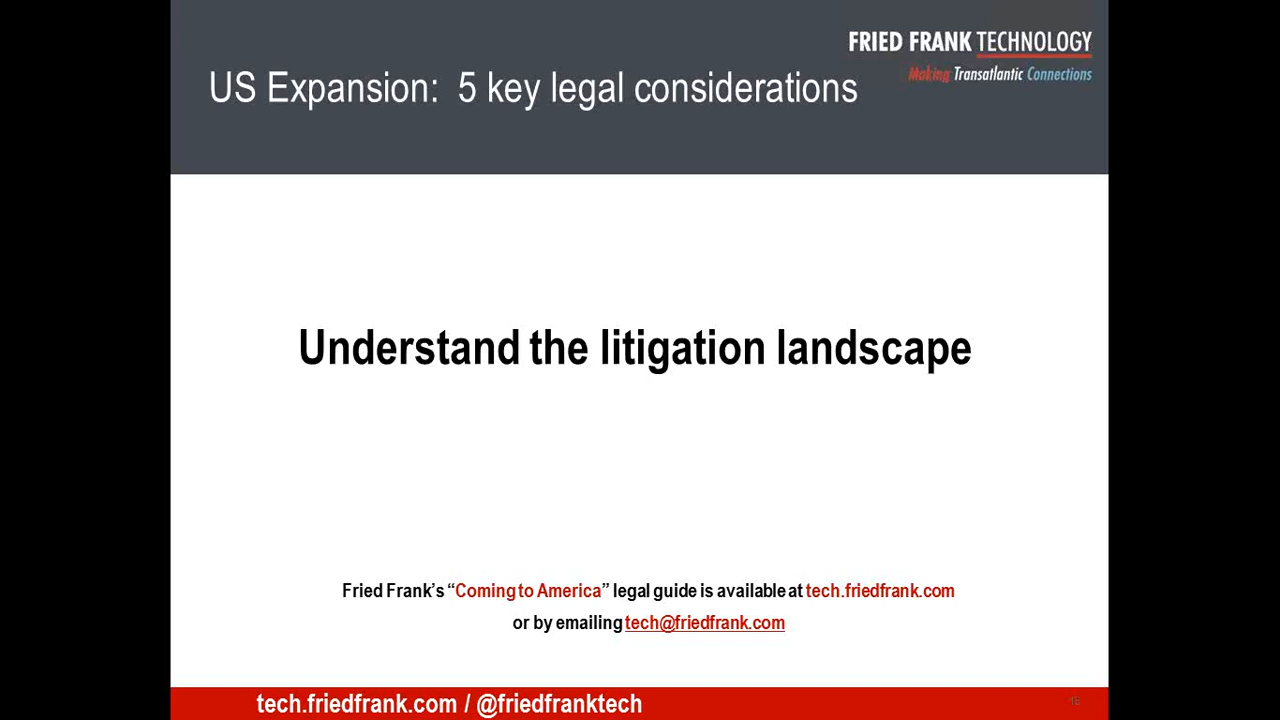 FRIED FRANK TECHNOLOGY
Making Transatlantic Connections
US Expansion: 5 key legal considerations
Understand the litigation landscape
Fried Frank's “Coming to America” legal guide is available at tech.friedfrank.com
or by emailing tech@friedfrank.com
tech.friedfrank.com / @friedfranktech